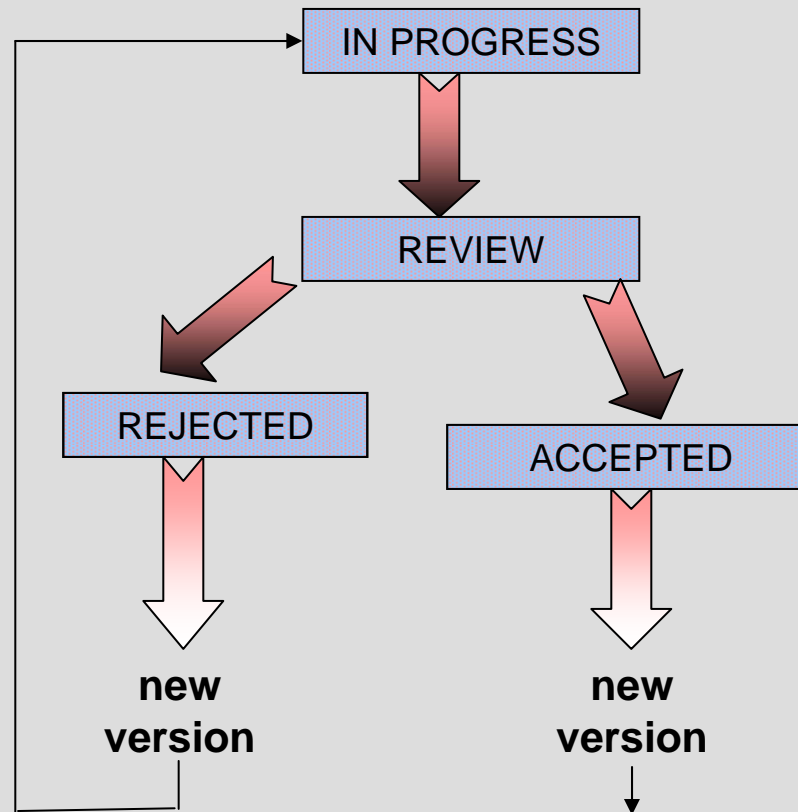 IN PROGRESS
REVIEW
REJECTED
ACCEPTED
new
version
new
version